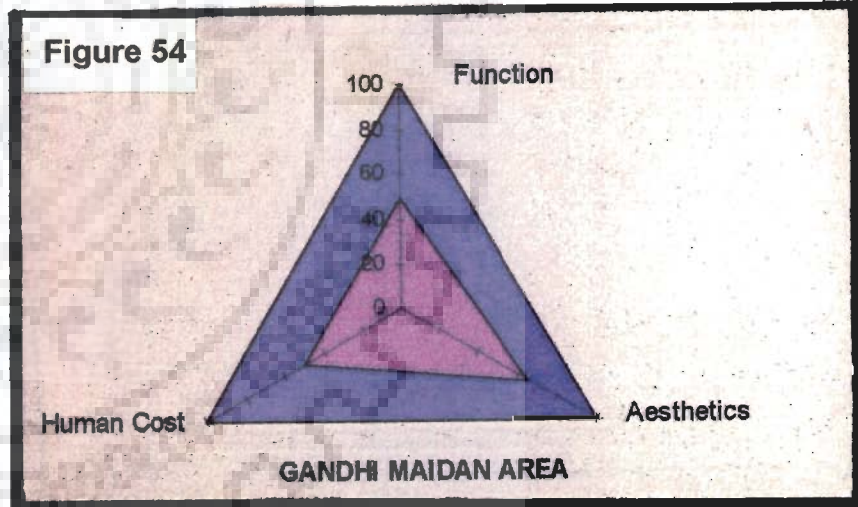 Figure 54
Function
100
80
60
40
20
0
Human Cost
Aesthetics
GANDHI MAIDAN AREA